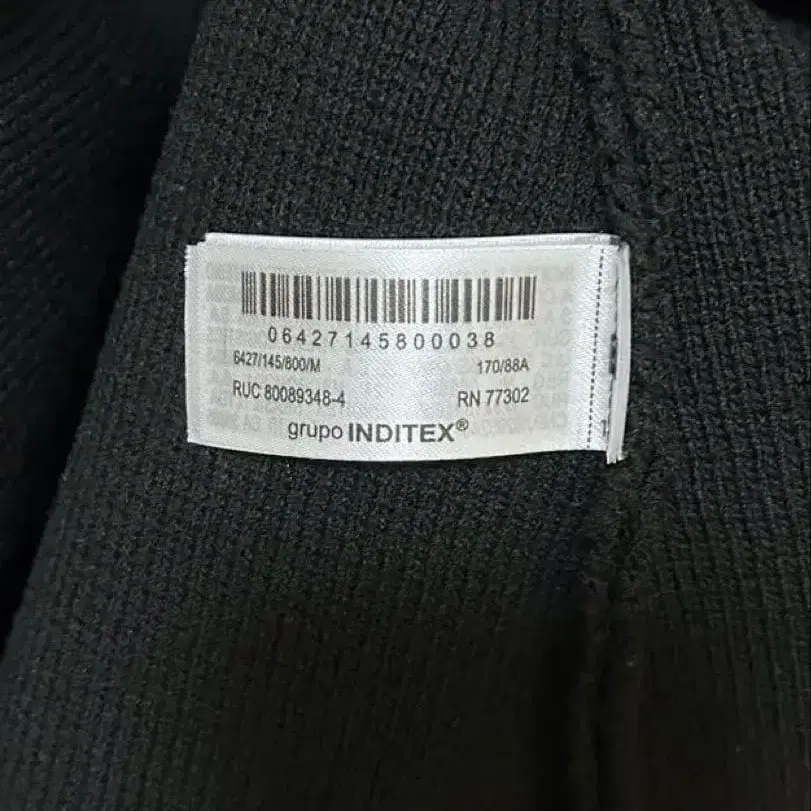 06427145800038
6427/145/800/M 170/88A
RUC 80089348-4 RN 77302
grupo INDITEX®